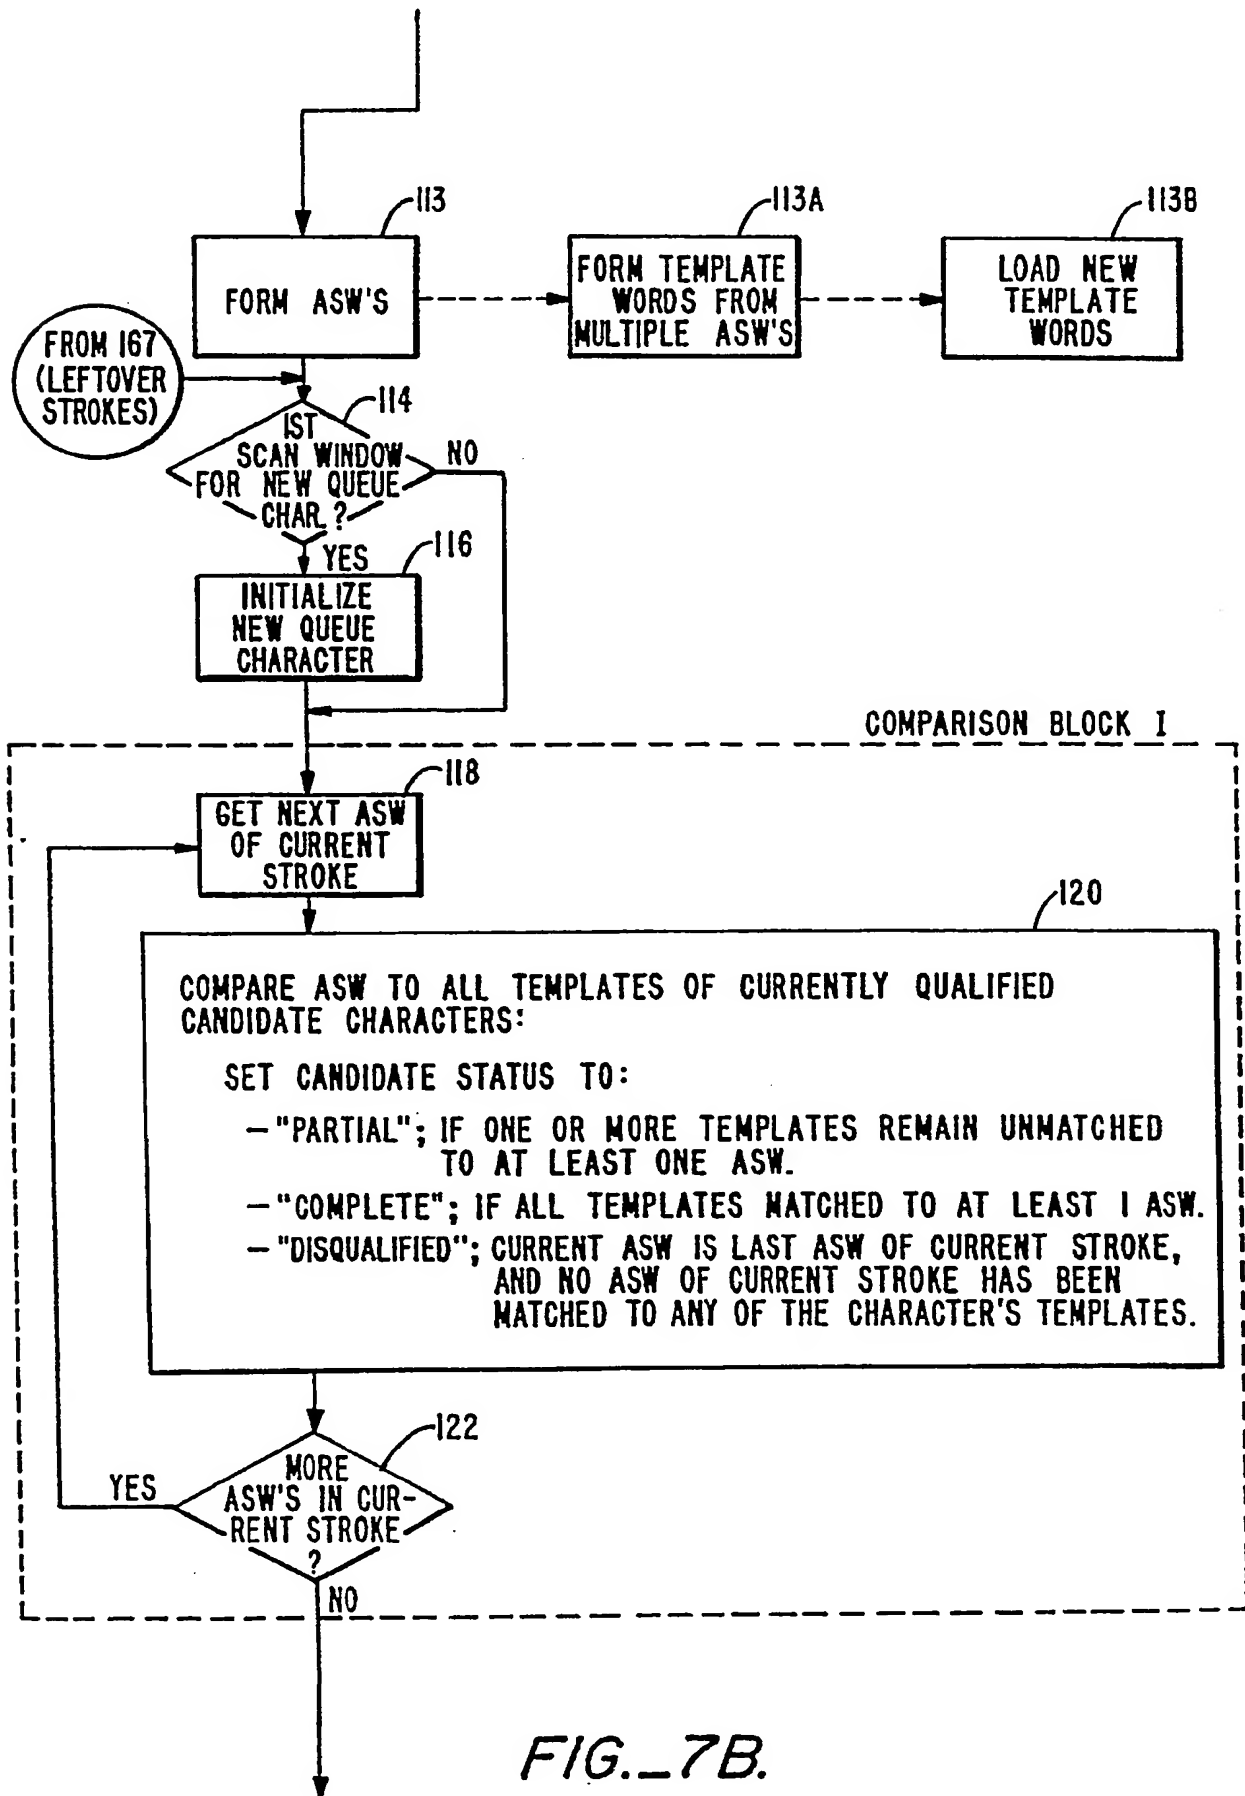 113
113A
113B
FORM ASW'S
FORM TEMPLATE
WORDS FROM
MULTIPLE ASW'S
LOAD NEW
TEMPLATE
WORDS
FROM 167
(LEFTOVER
STROKES)
114
1ST
SCAN WINDOW
FOR NEW QUEUE
CHAR. ?
NO
YES
116
INITIALIZE
NEW QUEUE
CHARACTER
COMPARISON BLOCK I
118
GET NEXT ASW
OF CURRENT
STROKE
120
COMPARE ASW TO ALL TEMPLATES OF CURRENTLY QUALIFIED
CANDIDATE CHARACTERS:
SET CANDIDATE STATUS TO:
—"PARTIAL"; IF ONE OR MORE TEMPLATES REMAIN UNMATCHED
TO AT LEAST ONE ASW.
—"COMPLETE"; IF ALL TEMPLATES MATCHED TO AT LEAST 1 ASW.
—"DISQUALIFIED"; CURRENT ASW IS LAST ASW OF CURRENT STROKE,
AND NO ASW OF CURRENT STROKE HAS BEEN
MATCHED TO ANY OF THE CHARACTER'S TEMPLATES.
122
MORE
ASW'S IN CUR-
RENT STROKE
?
YES
NO
FIG._7B.